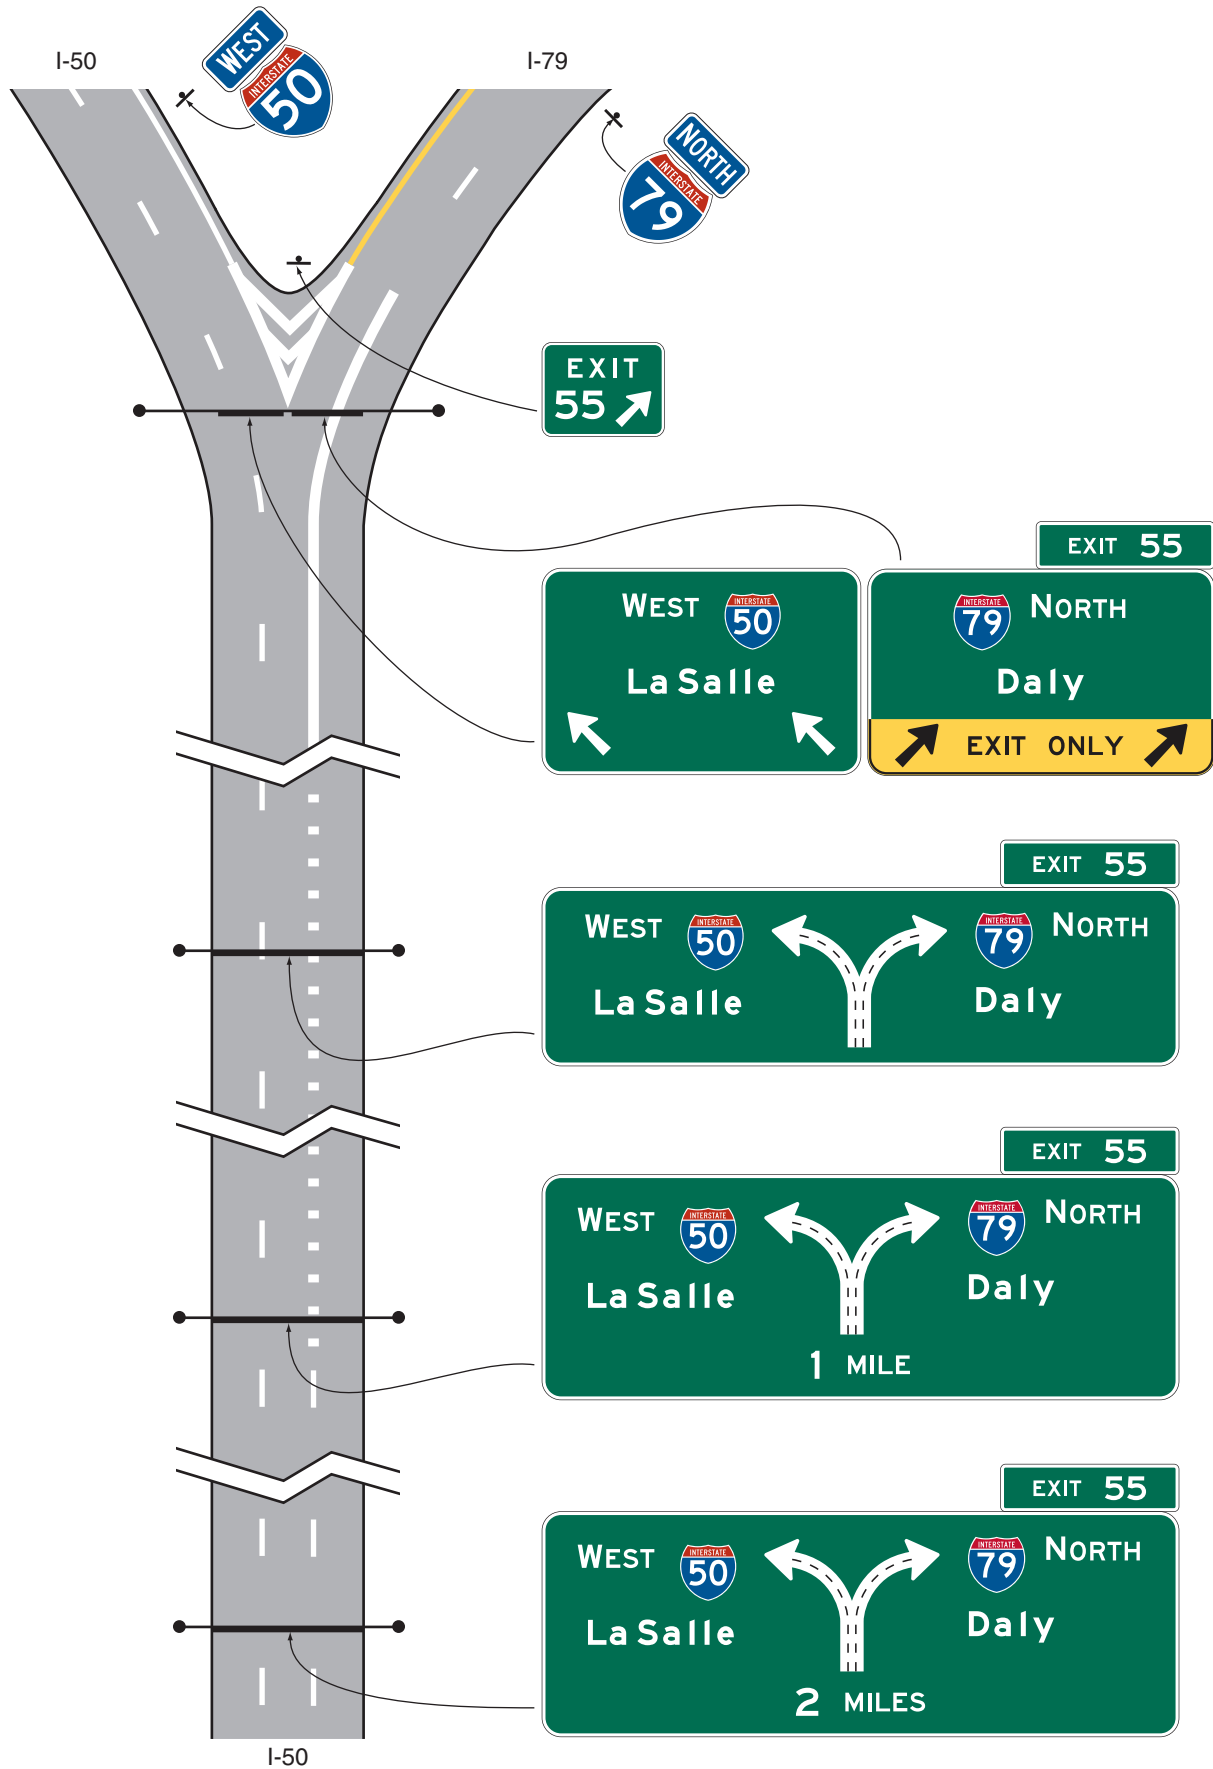 I-50
WEST
INTERSTATE
50
I-79
NORTH
INTERSTATE
79
EXIT
55
EXIT 55
WEST INTERSTATE 50
La Salle
INTERSTATE 79 NORTH
Daly
EXIT ONLY
EXIT 55
WEST INTERSTATE 50
La Salle
INTERSTATE 79 NORTH
Daly
EXIT 55
WEST INTERSTATE 50
La Salle
INTERSTATE 79 NORTH
Daly
1 MILE
EXIT 55
WEST INTERSTATE 50
La Salle
INTERSTATE 79 NORTH
Daly
2 MILES
I-50